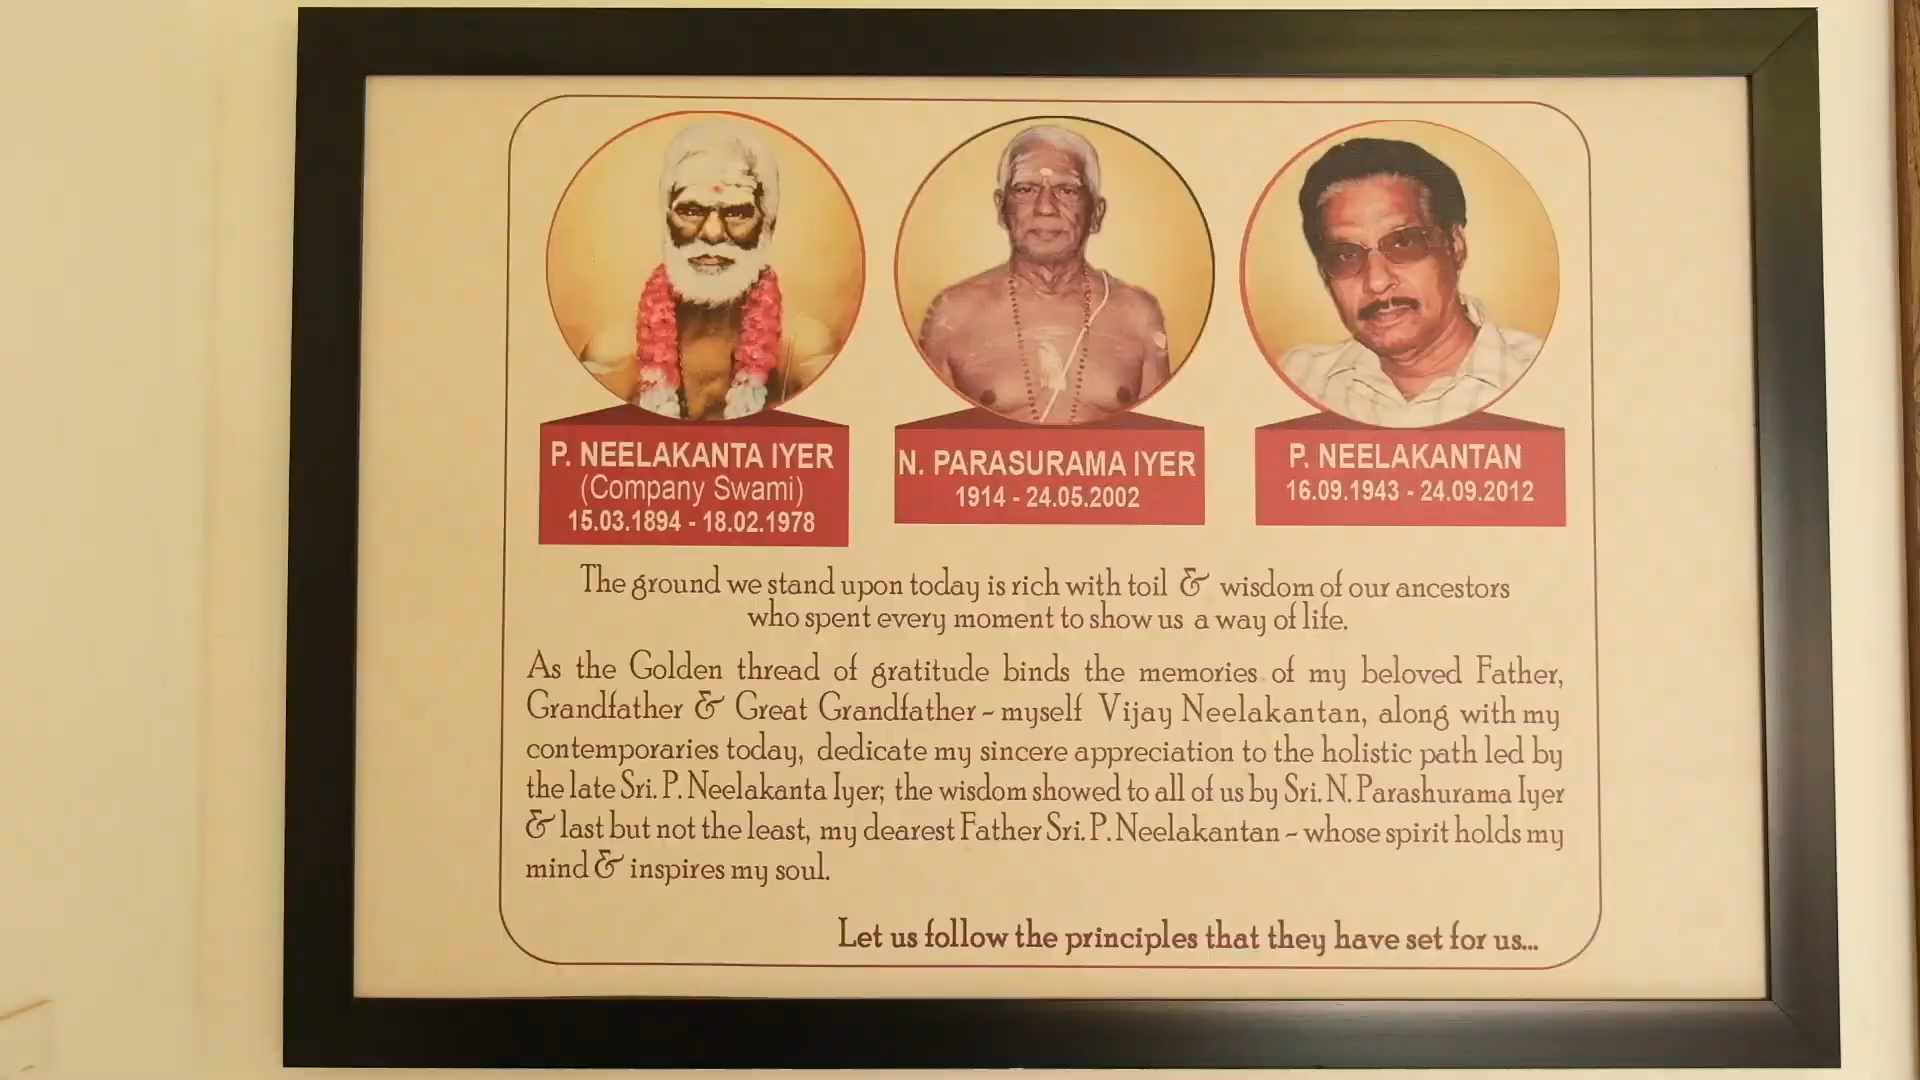 P. NEELAKANTA IYER
(Company Swami)
15.03.1894 - 18.02.1978
N. PARASURAMA IYER
1914 - 24.05.2002
P. NEELAKANTAN
16.09.1943 - 24.09.2012
The ground we stand upon today is rich with toil & wisdom of our ancestors
who spent every moment to show us a way of life.
As the Golden thread of gratitude binds the memories of my beloved Father,
Grandfather & Great Grandfather ~ myself Vijay Neelakantan, along with my
contemporaries today, dedicate my sincere appreciation to the holistic path led by
the late Sri. P. Neelakanta Iyer; the wisdom showed to all of us by Sri. N. Parashurama Iyer
& last but not the least, my dearest Father Sri. P. Neelakantan ~ whose spirit holds my
mind & inspires my soul.
Let us follow the principles that they have set for us...